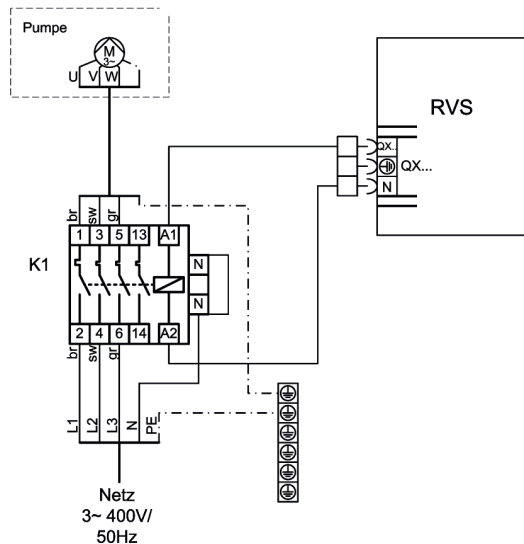 Pumpe
M
3~
U V W
RVS
QX..
QX...
N
br sw gr
1 3 5 13 A1
K1
N
N
2 4 6 14 A2
br sw gr
L1 L2 L3 N PE
Netz
3~ 400V/
50Hz